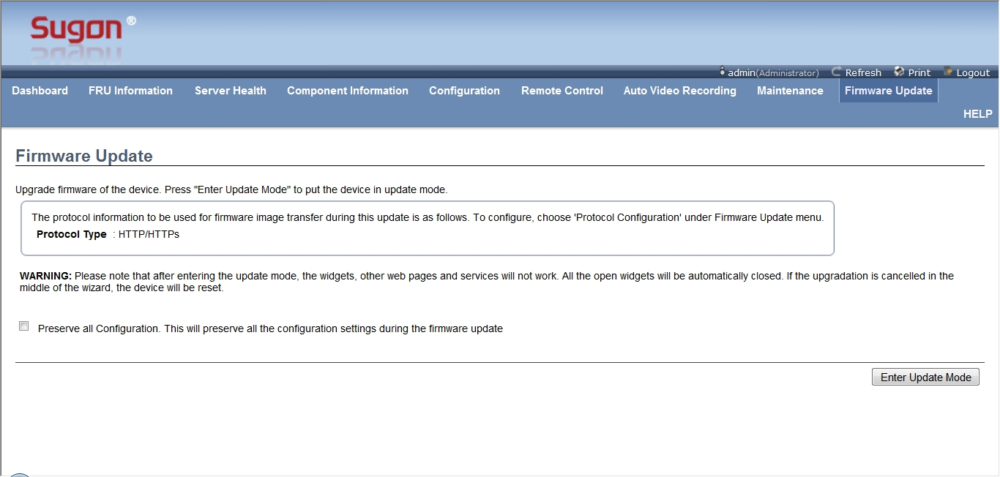 Sugon ®
admin(Administrator) Refresh Print Logout
Dashboard FRU Information Server Health Component Information Configuration Remote Control Auto Video Recording Maintenance Firmware Update
HELP
Firmware Update
Upgrade firmware of the device. Press "Enter Update Mode" to put the device in update mode.
The protocol information to be used for firmware image transfer during this update is as follows. To configure, choose 'Protocol Configuration' under Firmware Update menu.
Protocol Type : HTTP/HTTPs
WARNING: Please note that after entering the update mode, the widgets, other web pages and services will not work. All the open widgets will be automatically closed. If the upgradation is cancelled in the
middle of the wizard, the device will be reset.
Preserve all Configuration. This will preserve all the configuration settings during the firmware update
Enter Update Mode